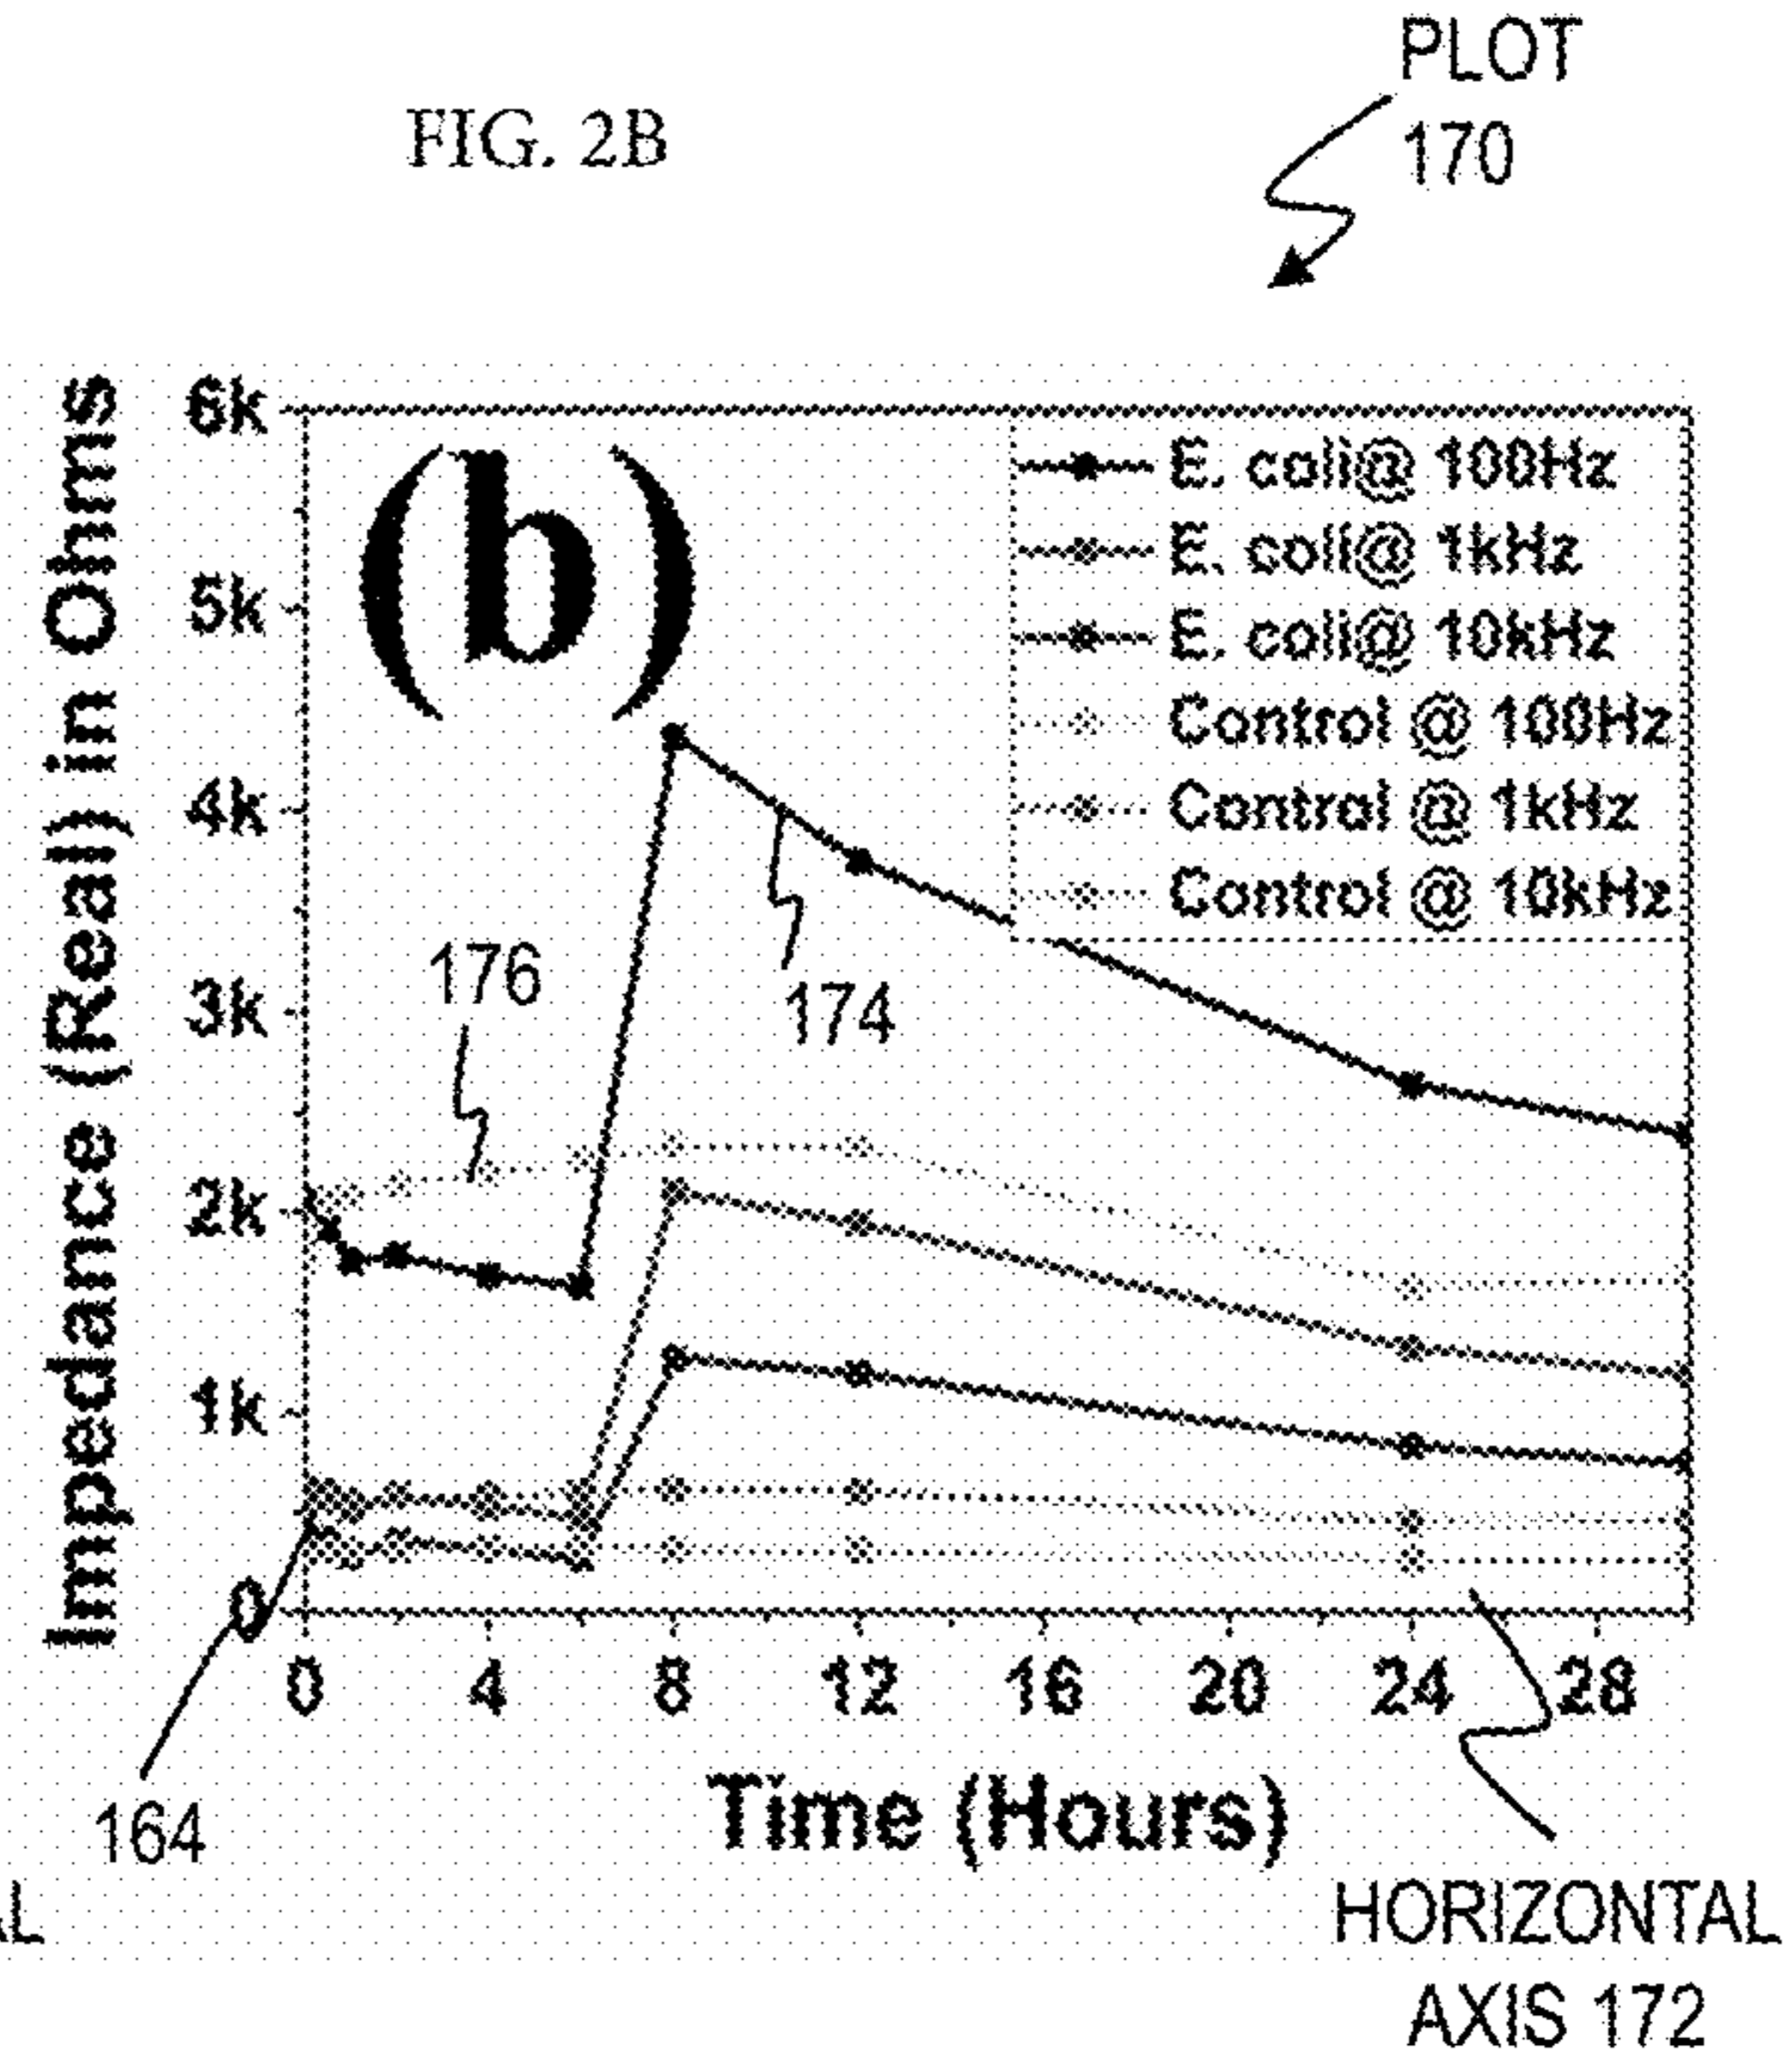 FIG. 2B
PLOT
170
Impedance (Real) in Ohms
6k
5k
4k
3k
2k
1k
0
(b)
E. coli@ 100Hz
E. coli@ 1kHz
E. coli@ 10kHz
Control @ 100Hz
Control @ 1kHz
Control @ 10kHz
176
174
0 4 8 12 16 20 24 28
Time (Hours)
164
AL
HORIZONTAL
AXIS 172